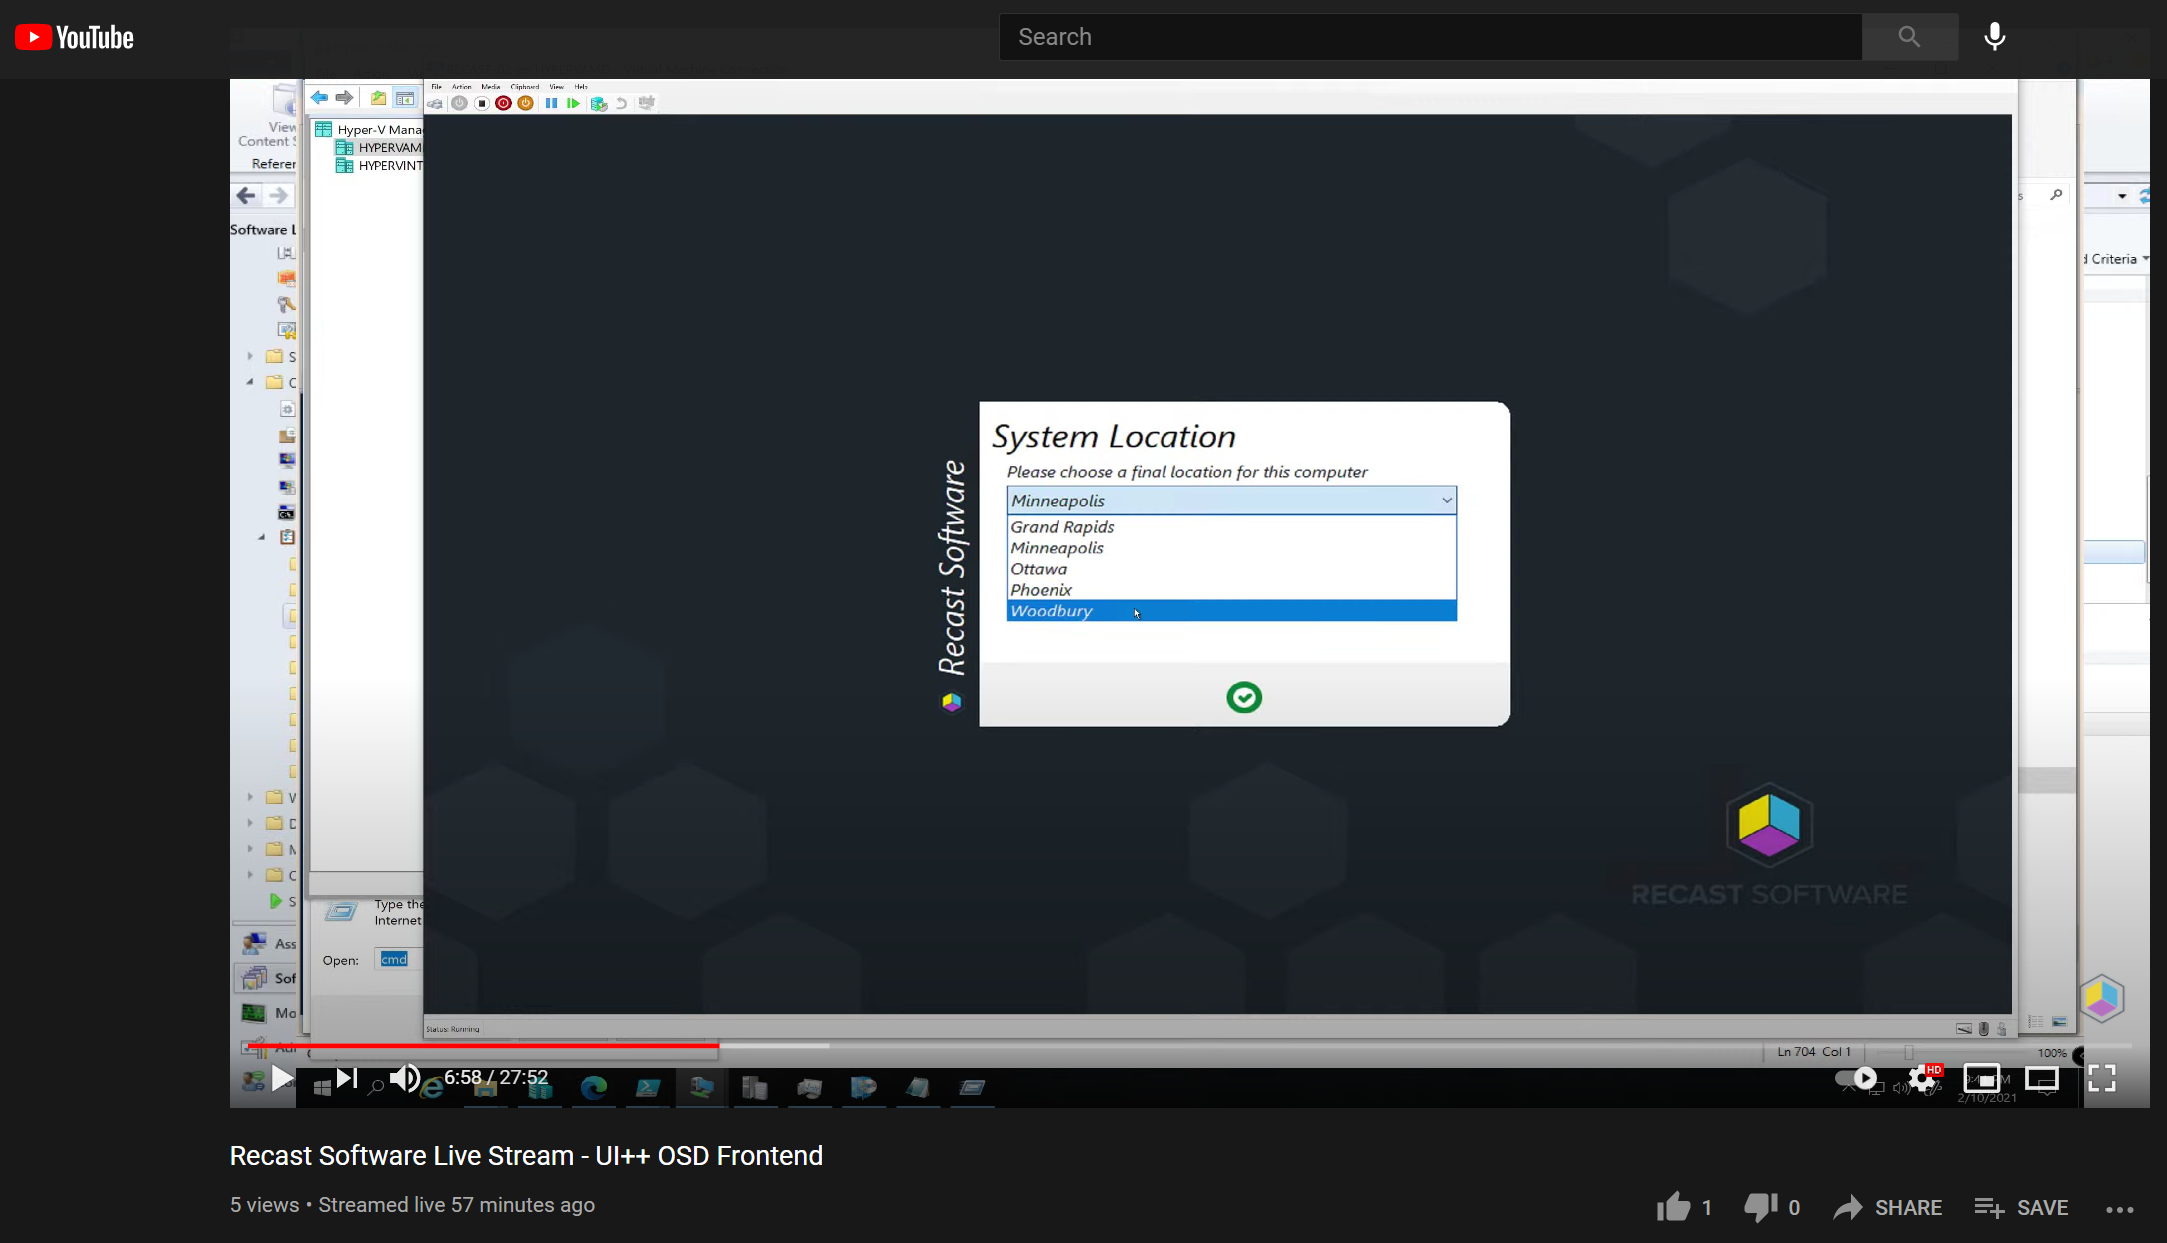 YouTube
Search
File Action Media Clipboard View Help
View
Content
Refere
Hyper-V Mana
HYPERVAM
HYPERVINT
Software L
d Criteria
System Location
Please choose a final location for this computer
Minneapolis
Grand Rapids
Minneapolis
Ottawa
Phoenix
Woodbury
Recast Software
RECAST SOFTWARE
Type the
Internet
Open: cmd
Ass
Sof
Mo
Status: Running
Ln 704 Col 1
100%
6:58 / 27:52
HD
2/10/2021
Recast Software Live Stream - UI++ OSD Frontend
5 views • Streamed live 57 minutes ago
1
0
SHARE
SAVE